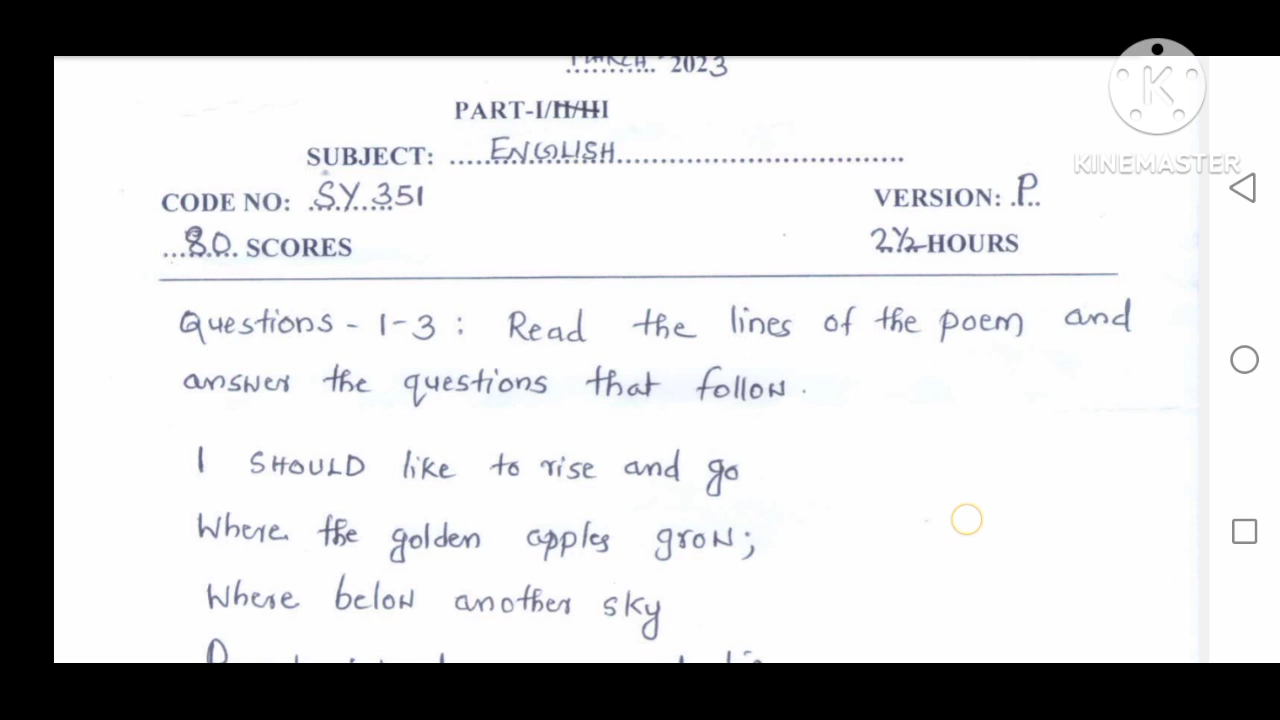 MARCH 2023
PART-I/II/III
SUBJECT: ENGLISH
CODE NO: SY 351 VERSION: P
80 SCORES 2½ HOURS
Questions - 1-3 : Read the lines of the poem and
answer the questions that follow.
I SHOULD like to rise and go
Where the golden apples grow;
Where below another sky
KINEMASTER